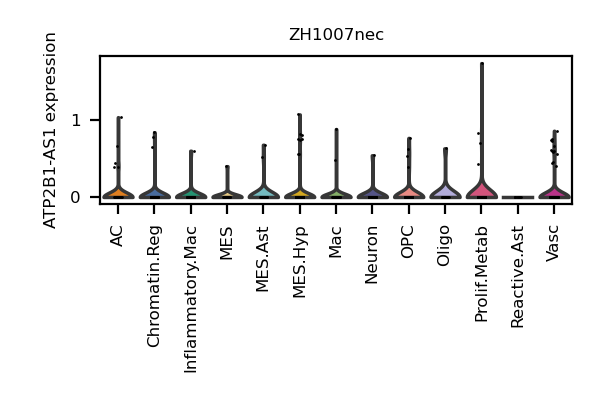 ZH1007nec
ATP2B1-AS1 expression
1
0
AC
Chromatin.Reg
Inflammatory.Mac
MES
MES.Ast
MES.Hyp
Mac
Neuron
OPC
Oligo
Prolif.Metab
Reactive.Ast
Vasc